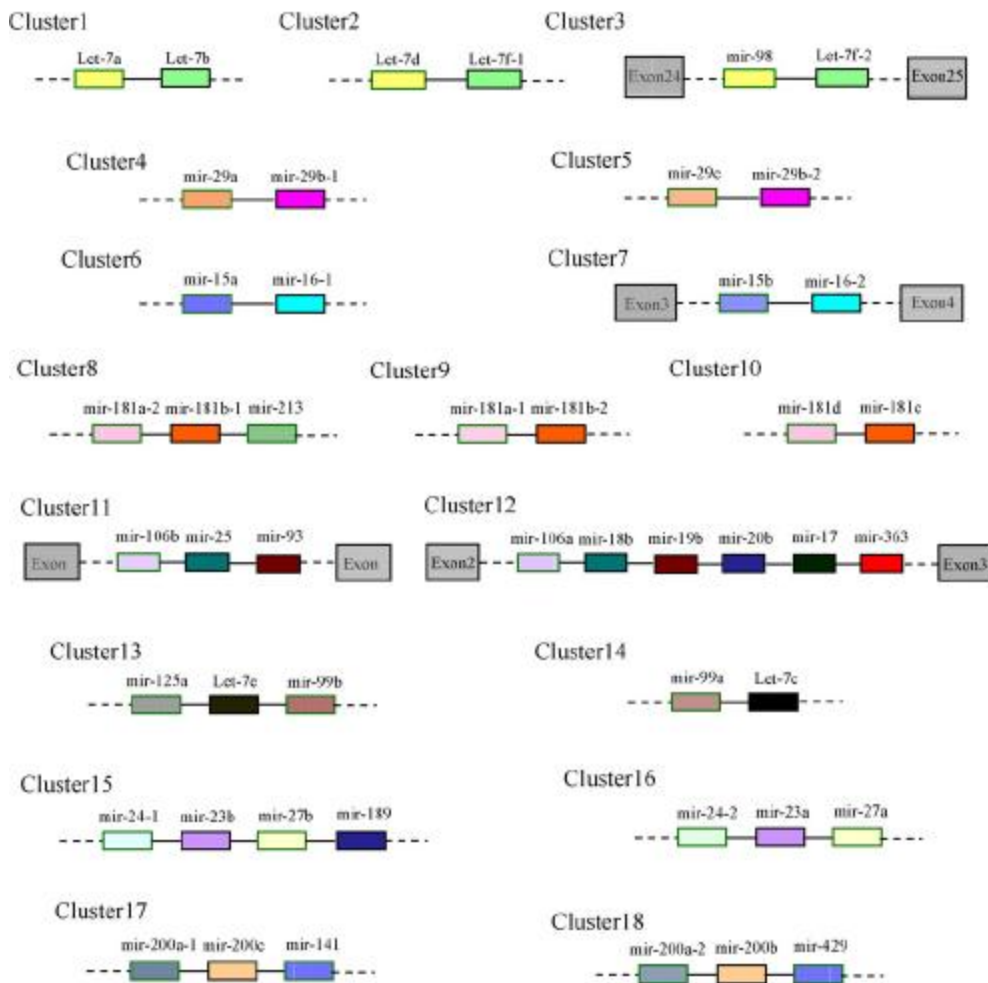 Cluster1 Cluster2 Cluster3
Let-7a Let-7b Let-7d Let-7f-1 mir-98 Let-7f-2
Exon24 Exon25
Cluster4 Cluster5
mir-29a mir-29b-1 mir-29c mir-29b-2
Cluster6 Cluster7
mir-15a mir-16-1 mir-15b mir-16-2
Exon3 Exon4
Cluster8 Cluster9 Cluster10
mir-181a-2 mir-181b-1 mir-213 mir-181a-1 mir-181b-2 mir-181d mir-181c
Cluster11 Cluster12
mir-106b mir-25 mir-93 mir-106a mir-18b mir-19b mir-20b mir-17 mir-363
Exon Exon Exon2 Exon3
Cluster13 Cluster14
mir-125a Let-7e mir-99b mir-99a Let-7c
Cluster15 Cluster16
mir-24-1 mir-23b mir-27b mir-189 mir-24-2 mir-23a mir-27a
Cluster17 Cluster18
mir-200a-1 mir-200c mir-141 mir-200a-2 mir-200b mir-429